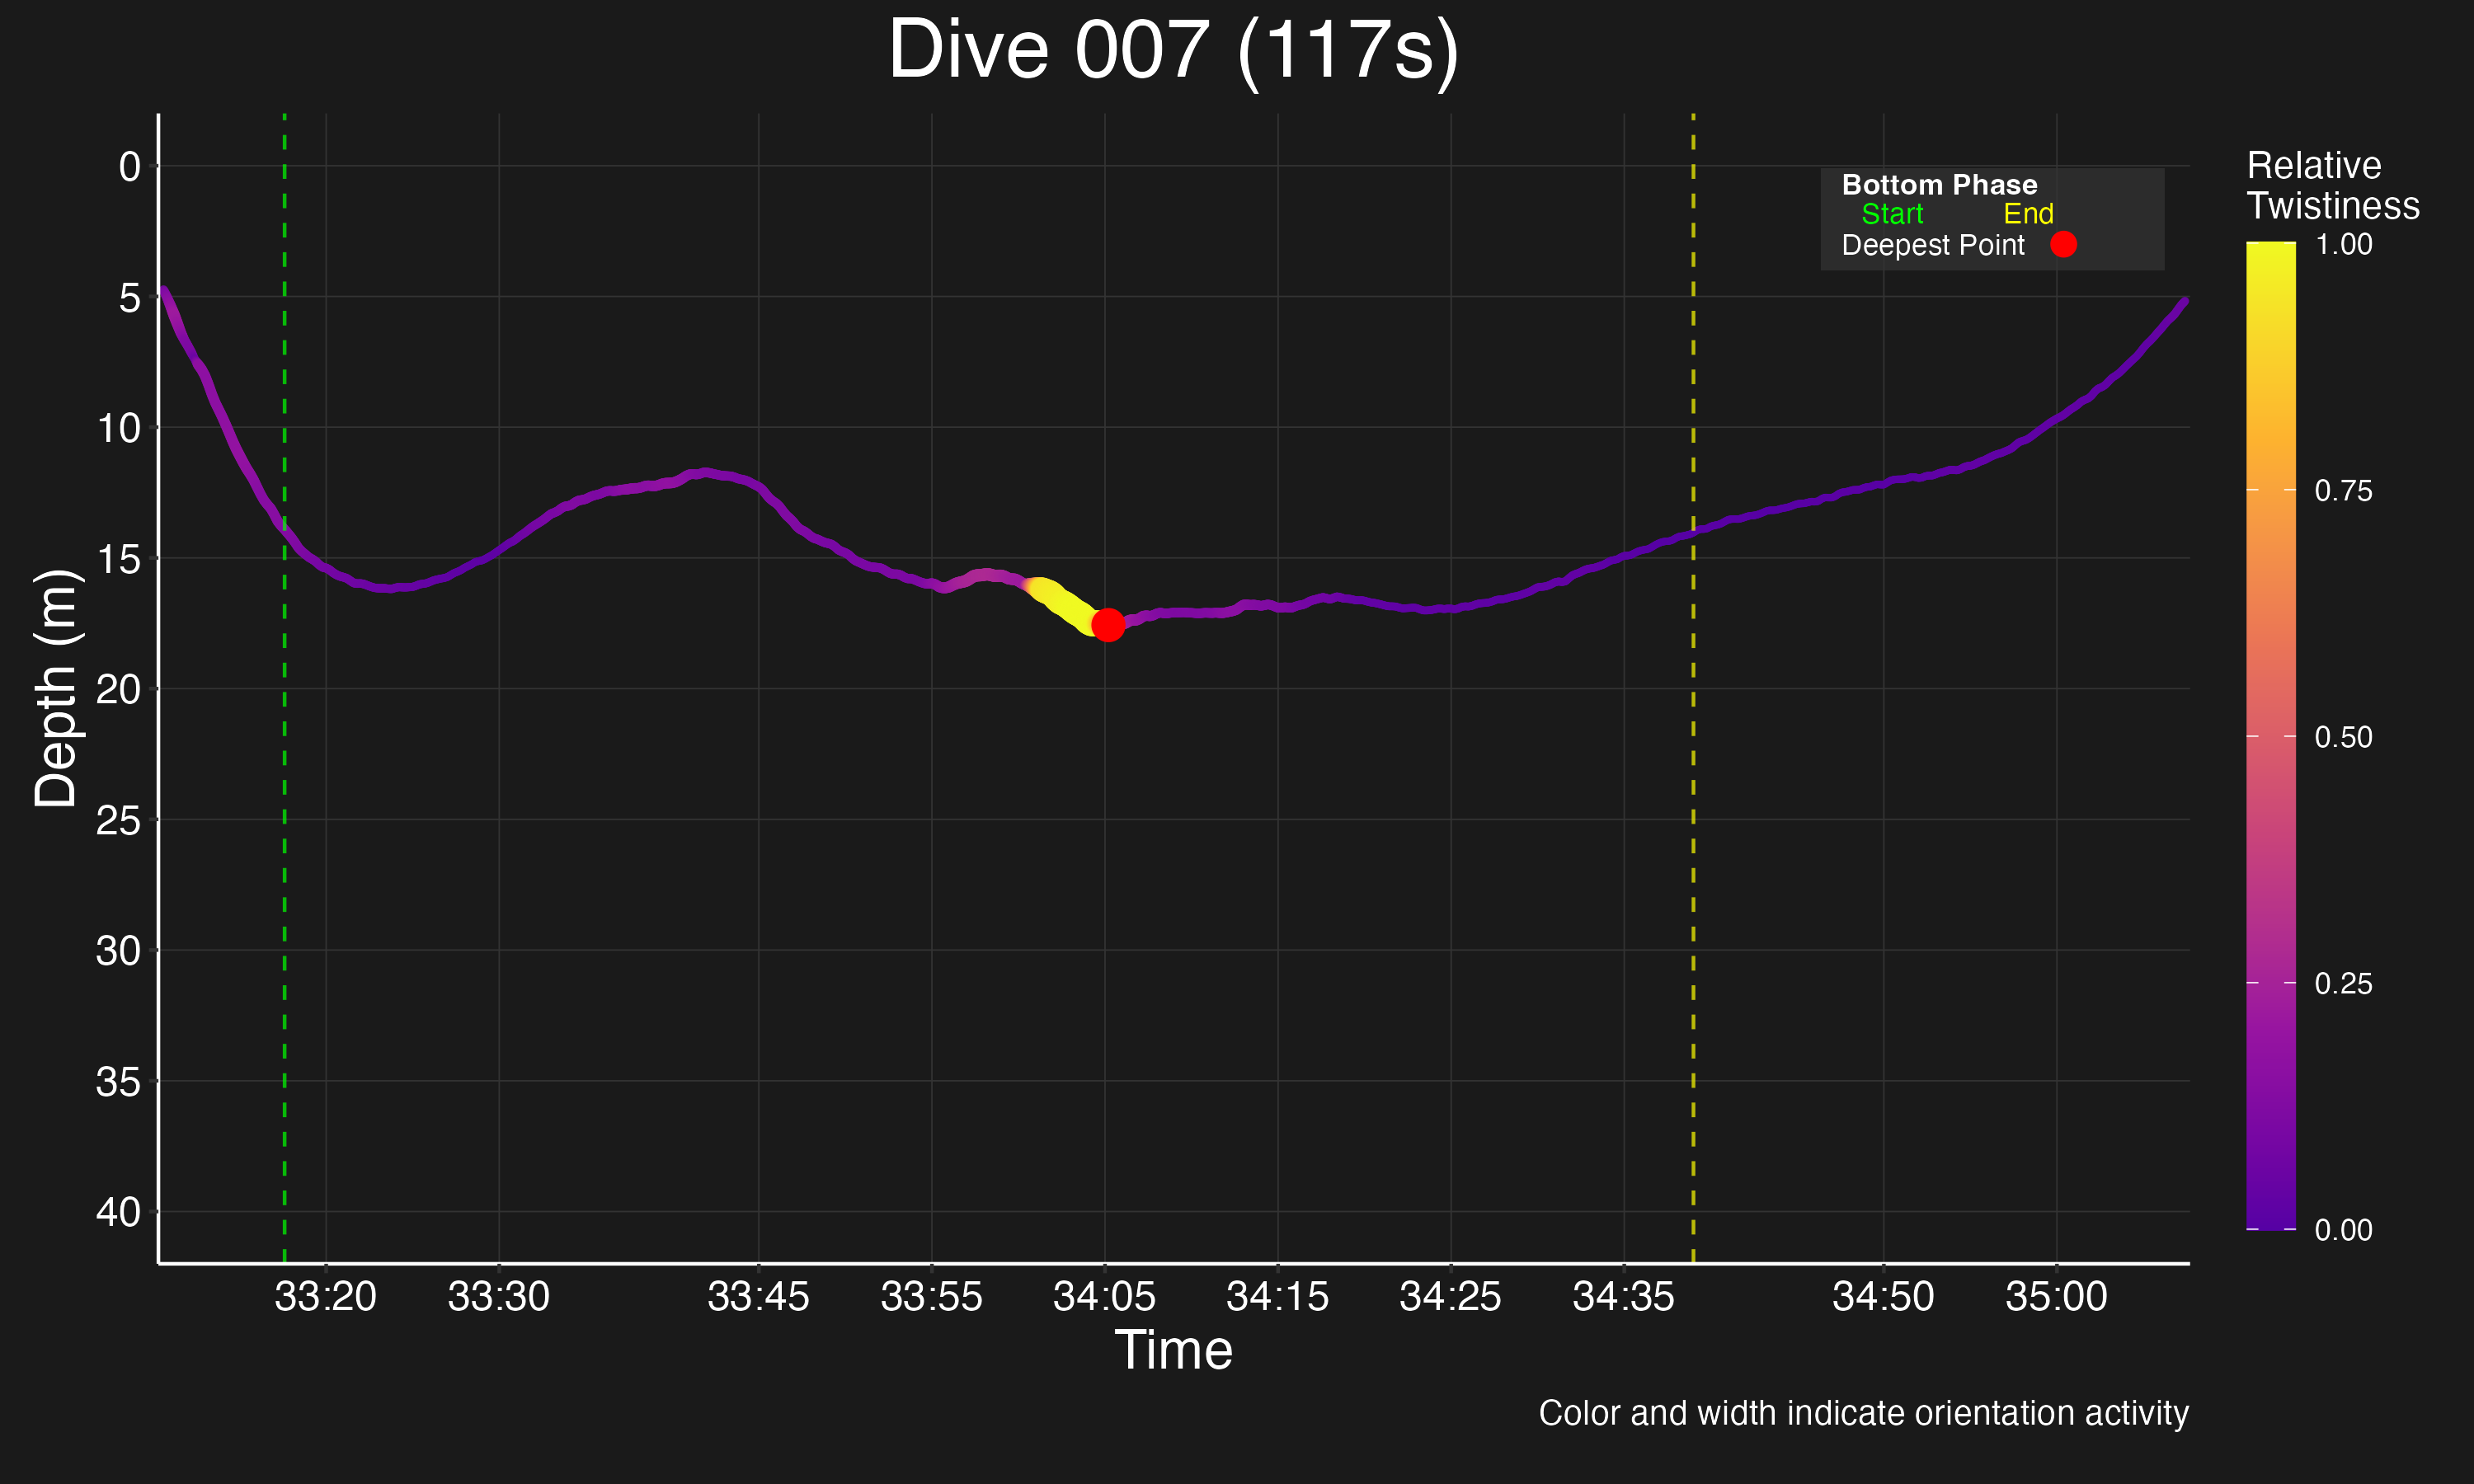 Dive 007 (117s)
Depth (m)
0
5
10
15
20
25
30
35
40
Bottom Phase
Start End
Deepest Point
Relative
Twistiness
1.00
0.75
0.50
0.25
0.00
33:20 33:30 33:45 33:55 34:05 34:15 34:25 34:35 34:50 35:00
Time
Color and width indicate orientation activity